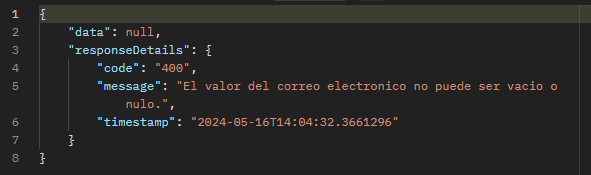 1 {
2 "data": null,
3 "responseDetails": {
4 "code": "400",
5 "message": "El valor del correo electronico no puede ser vacio o
nulo.",
6 "timestamp": "2024-05-16T14:04:32.3661296"
7 }
8 }